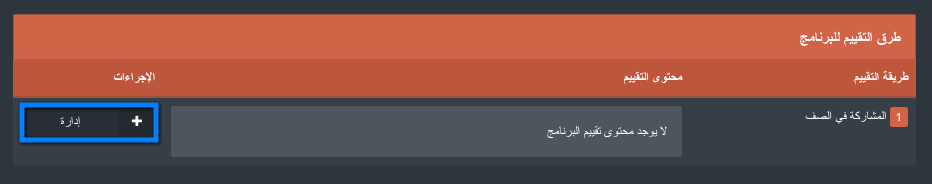 طرق التقييم للبرنامج
طريقة التقييم محتوى التقييم الإجراءات
1 المشاركة في الصف
لا يوجد محتوى تقييم البرنامج
+ إدارة